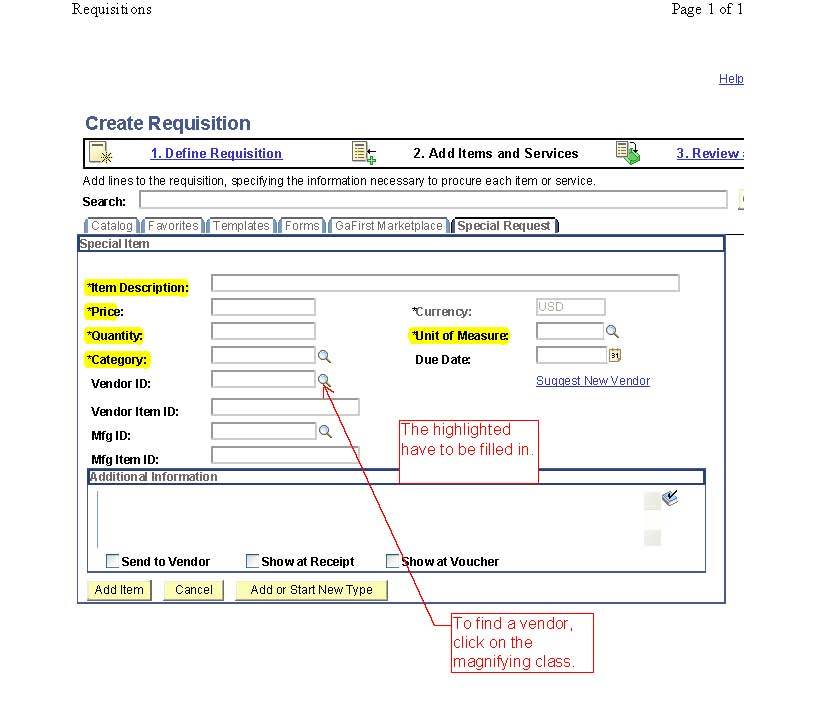 Requisitions Page 1 of 1
Help
Create Requisition
1. Define Requisition 2. Add Items and Services 3. Review
Add lines to the requisition, specifying the information necessary to procure each item or service.
Search:
Catalog Favorites Templates Forms GaFirst Marketplace Special Request
Special Item
*Item Description:
*Price: *Currency: USD
*Quantity: *Unit of Measure:
*Category: Due Date: 31
Vendor ID: Suggest New Vendor
Vendor Item ID:
Mfg ID:
Mfg Item ID:
The highlighted
have to be filled in.
Additional Information
Send to Vendor Show at Receipt Show at Voucher
Add Item Cancel Add or Start New Type
To find a vendor,
click on the
magnifying class.